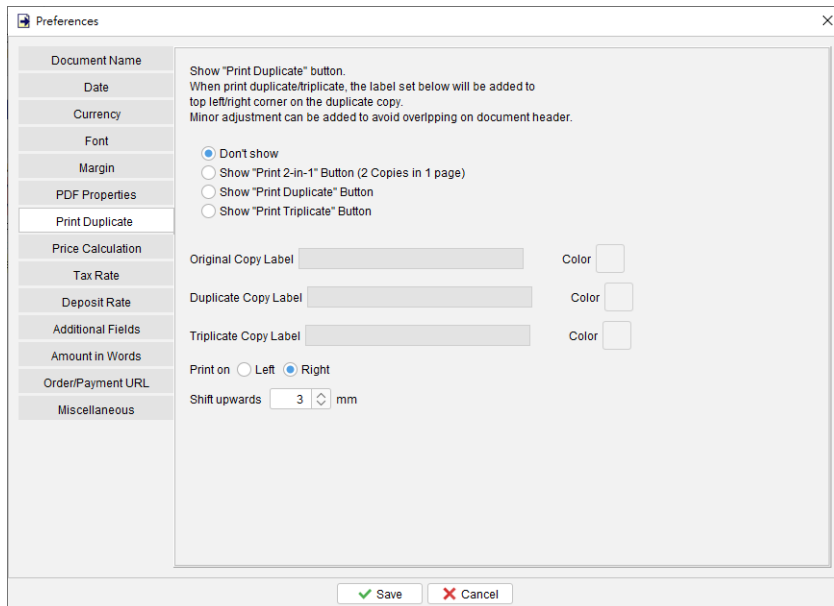 Preferences
Document Name
Date
Currency
Font
Margin
PDF Properties
Print Duplicate
Price Calculation
Tax Rate
Deposit Rate
Additional Fields
Amount in Words
Order/Payment URL
Miscellaneous
Show "Print Duplicate" button.
When print duplicate/triplicate, the label set below will be added to
top left/right corner on the duplicate copy.
Minor adjustment can be added to avoid overlpping on document header.
Don't show
Show "Print 2-in-1" Button (2 Copies in 1 page)
Show "Print Duplicate" Button
Show "Print Triplicate" Button
Original Copy Label Color
Duplicate Copy Label Color
Triplicate Copy Label Color
Print on Left Right
Shift upwards 3 mm
Save Cancel